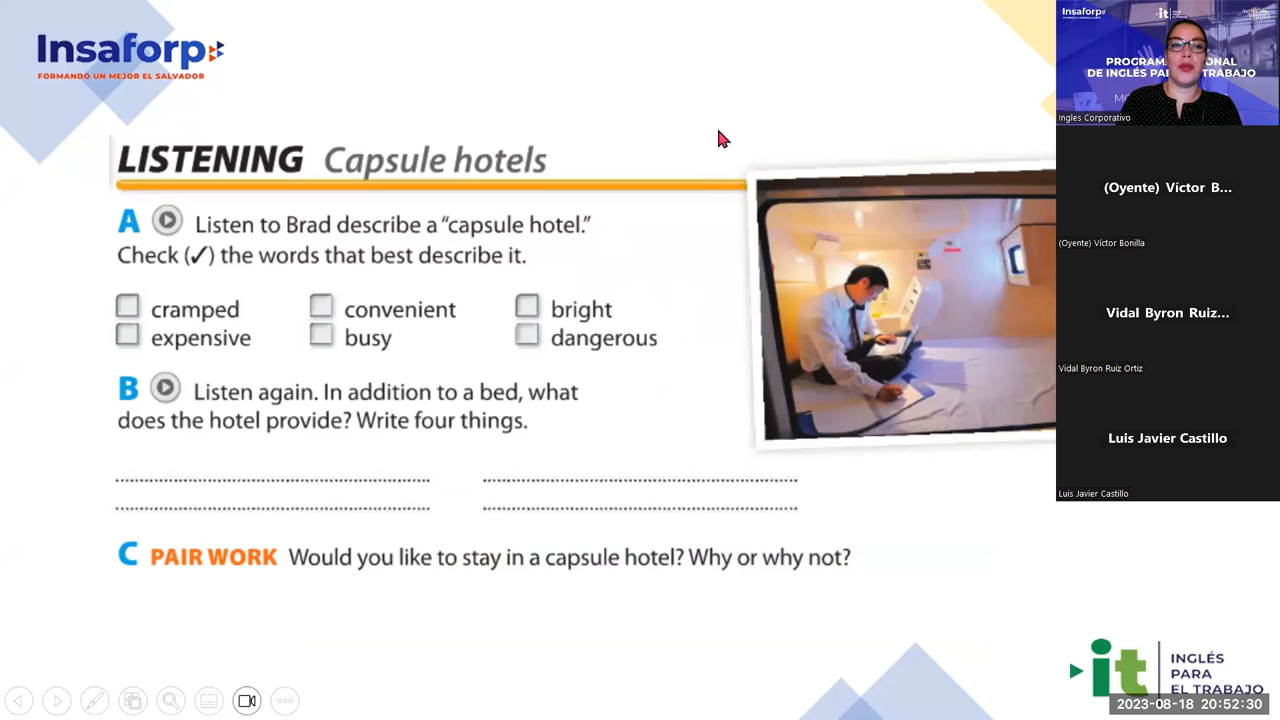 Insaforp
FORMANDO UN MEJOR EL SALVADOR
LISTENING Capsule hotels
A Listen to Brad describe a “capsule hotel.”
Check (✓) the words that best describe it.
cramped convenient bright
expensive busy dangerous
B Listen again. In addition to a bed, what
does the hotel provide? Write four things.
C PAIR WORK Would you like to stay in a capsule hotel? Why or why not?
Insaforp
it
DE INGLÉS
TRABAJO
Ingles Corporativo
(Oyente) Víctor B...
(Oyente) Víctor Bonilla
Vidal Byron Ruiz...
Vidal Byron Ruiz Ortiz
Luis Javier Castillo
Luis Javier Castillo
it
INGLÉS
PARA
EL TRABAJO
2023-08-18 20:52:30